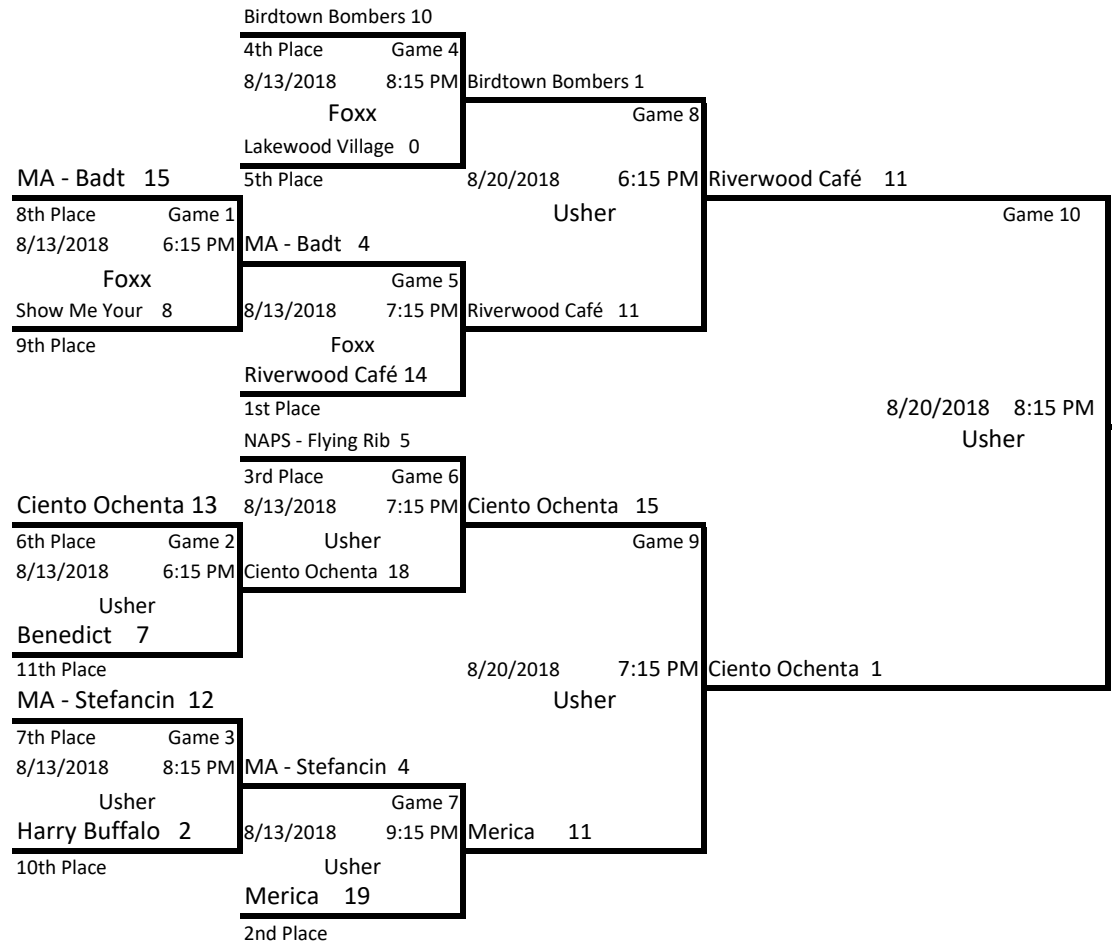 Birdtown Bombers 10
4th Place Game 4
8/13/2018 8:15 PM Birdtown Bombers 1
Foxx Game 8
Lakewood Village 0
MA - Badt 15 5th Place 8/20/2018 6:15 PM Riverwood Café 11
8th Place Game 1 Usher Game 10
8/13/2018 6:15 PM MA - Badt 4
Foxx Game 5
Show Me Your 8 8/13/2018 7:15 PM Riverwood Café 11
9th Place Foxx
Riverwood Café 14
1st Place 8/20/2018 8:15 PM
NAPS - Flying Rib 5 Usher
3rd Place Game 6
Ciento Ochenta 13 8/13/2018 7:15 PM Ciento Ochenta 15
6th Place Game 2 Usher Game 9
8/13/2018 6:15 PM Ciento Ochenta 18
Usher
Benedict 7
11th Place 8/20/2018 7:15 PM Ciento Ochenta 1
MA - Stefancin 12 Usher
7th Place Game 3
8/13/2018 8:15 PM MA - Stefancin 4
Usher Game 7
Harry Buffalo 2 8/13/2018 9:15 PM Merica 11
10th Place Usher
Merica 19
2nd Place